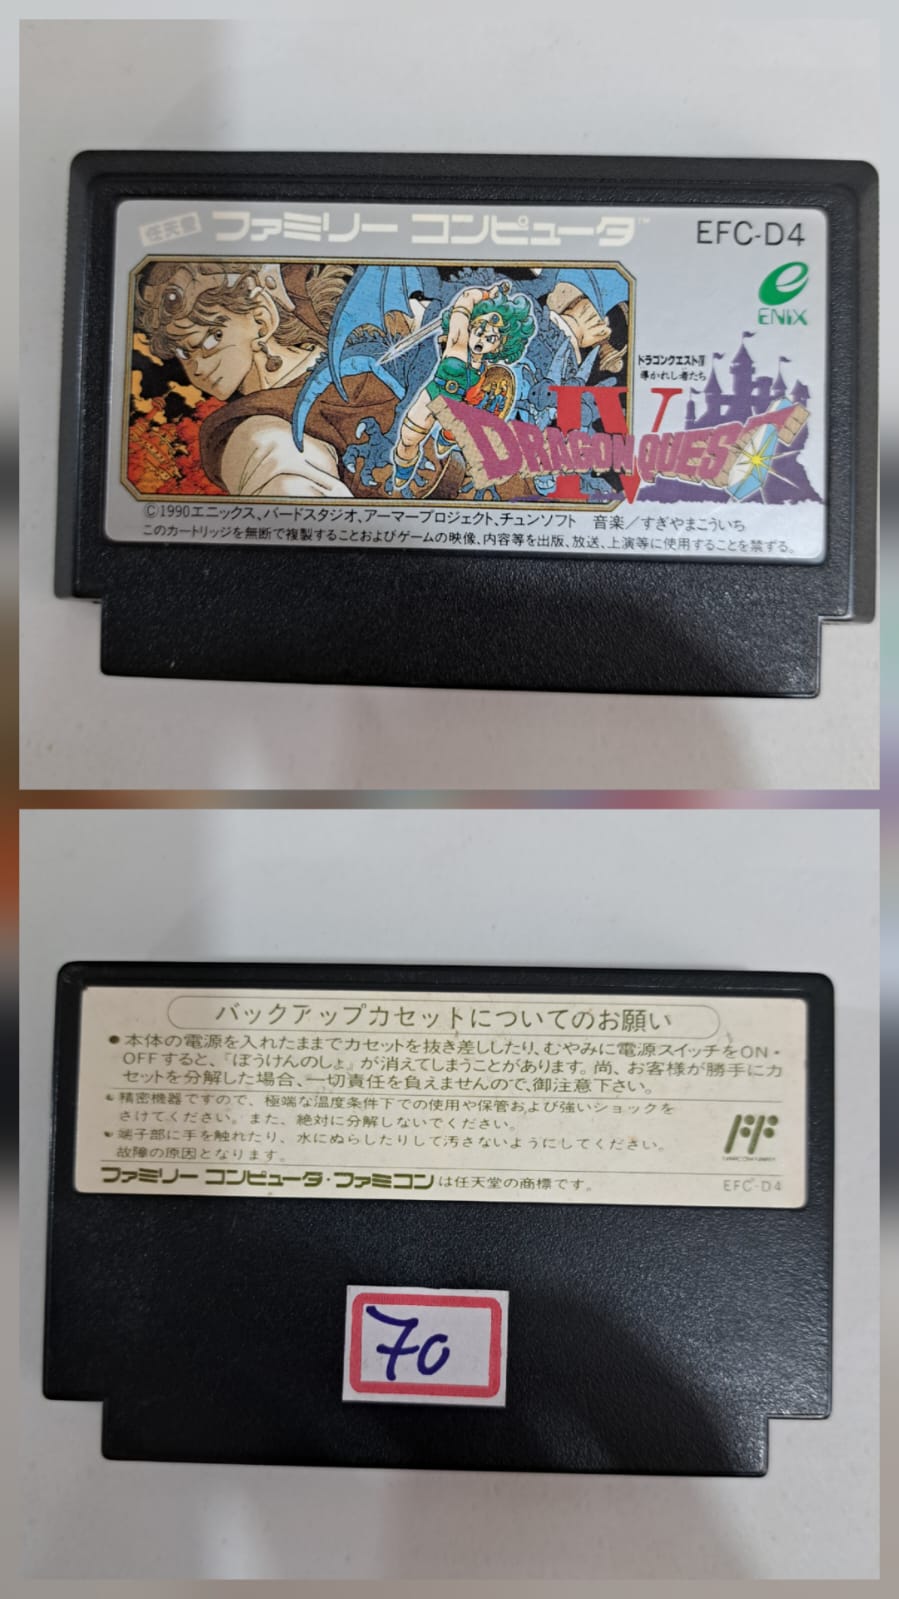 任天堂 ファミリー コンピュータ™
EFC-D4
e
ENIX
ドラゴンクエストIV
導かれし者たち
IV
DRAGON QUEST
©1990エニックス、バードスタジオ、アーマープロジェクト、チュンソフト 音楽／すぎやまこういち
このカートリッジを無断で複製することおよびゲームの映像、内容等を出版、放送、上演等に使用することを禁ずる。
バックアップカセットについてのお願い
●本体の電源を入れたままでカセットを抜き差ししたり、むやみに電源スイッチをON・
OFFすると、『ぼうけんのしょ』が消えてしまうことがあります。尚、お客様が勝手にカ
セットを分解した場合、一切責任を負えませんので、御注意下さい。
●精密機器ですので、極端な温度条件下での使用や保管および強いショックを
さけてください。また、絶対に分解しないでください。
●端子部に手を触れたり、水にぬらしたりして汚さないようにしてください。
故障の原因となります。
ファミリー コンピュータ・ファミコンは任天堂の商標です。
FF
FAMICOM FAMILY
EFC-D4
70